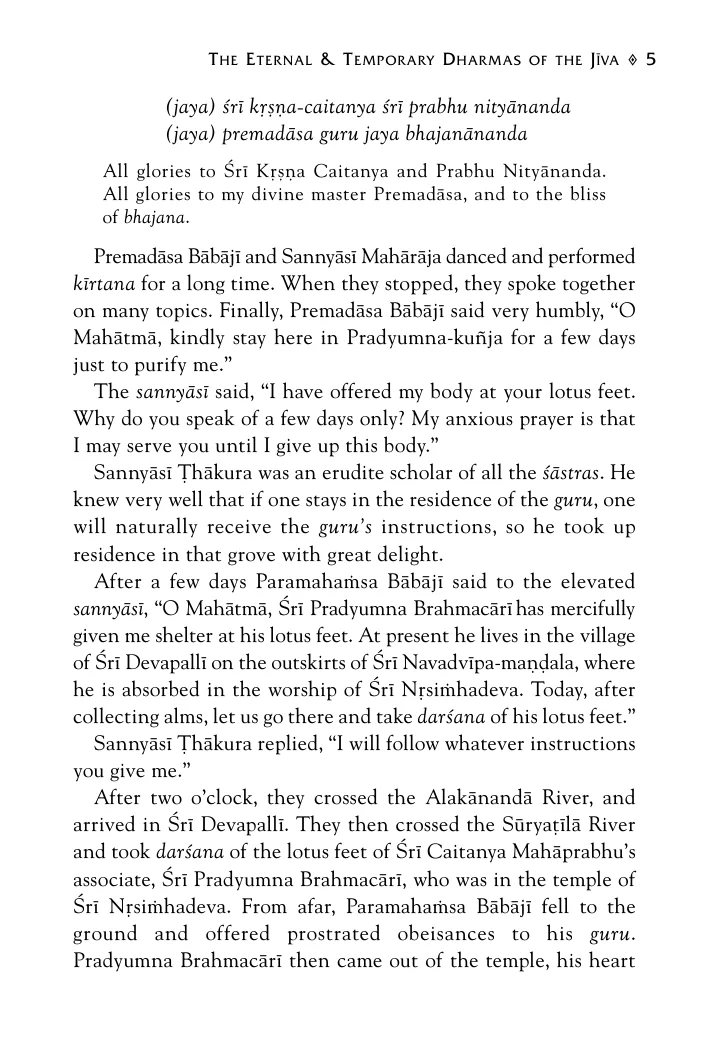 THE ETERNAL & TEMPORARY DHARMAS OF THE JĪVA ◈ 5
(jaya) śrī kṛṣṇa-caitanya śrī prabhu nityānanda
(jaya) premadāsa guru jaya bhajanānanda
All glories to Śrī Kṛṣṇa Caitanya and Prabhu Nityānanda.
All glories to my divine master Premadāsa, and to the bliss
of bhajana.
Premadāsa Bābājī and Sannyāsī Mahārāja danced and performed
kīrtana for a long time. When they stopped, they spoke together
on many topics. Finally, Premadāsa Bābājī said very humbly, “O
Mahātmā, kindly stay here in Pradyumna-kuñja for a few days
just to purify me.”
The sannyāsī said, “I have offered my body at your lotus feet.
Why do you speak of a few days only? My anxious prayer is that
I may serve you until I give up this body.”
Sannyāsī Ṭhākura was an erudite scholar of all the śāstras. He
knew very well that if one stays in the residence of the guru, one
will naturally receive the guru’s instructions, so he took up
residence in that grove with great delight.
After a few days Paramahaṁsa Bābājī said to the elevated
sannyāsī, “O Mahātmā, Śrī Pradyumna Brahmacārī has mercifully
given me shelter at his lotus feet. At present he lives in the village
of Śrī Devapallī on the outskirts of Śrī Navadvīpa-maṇḍala, where
he is absorbed in the worship of Śrī Nṛsiṁhadeva. Today, after
collecting alms, let us go there and take darśana of his lotus feet.”
Sannyāsī Ṭhākura replied, “I will follow whatever instructions
you give me.”
After two o’clock, they crossed the Alakānandā River, and
arrived in Śrī Devapallī. They then crossed the Sūryaṭīlā River
and took darśana of the lotus feet of Śrī Caitanya Mahāprabhu’s
associate, Śrī Pradyumna Brahmacārī, who was in the temple of
Śrī Nṛsiṁhadeva. From afar, Paramahaṁsa Bābājī fell to the
ground and offered prostrated obeisances to his guru.
Pradyumna Brahmacārī then came out of the temple, his heart